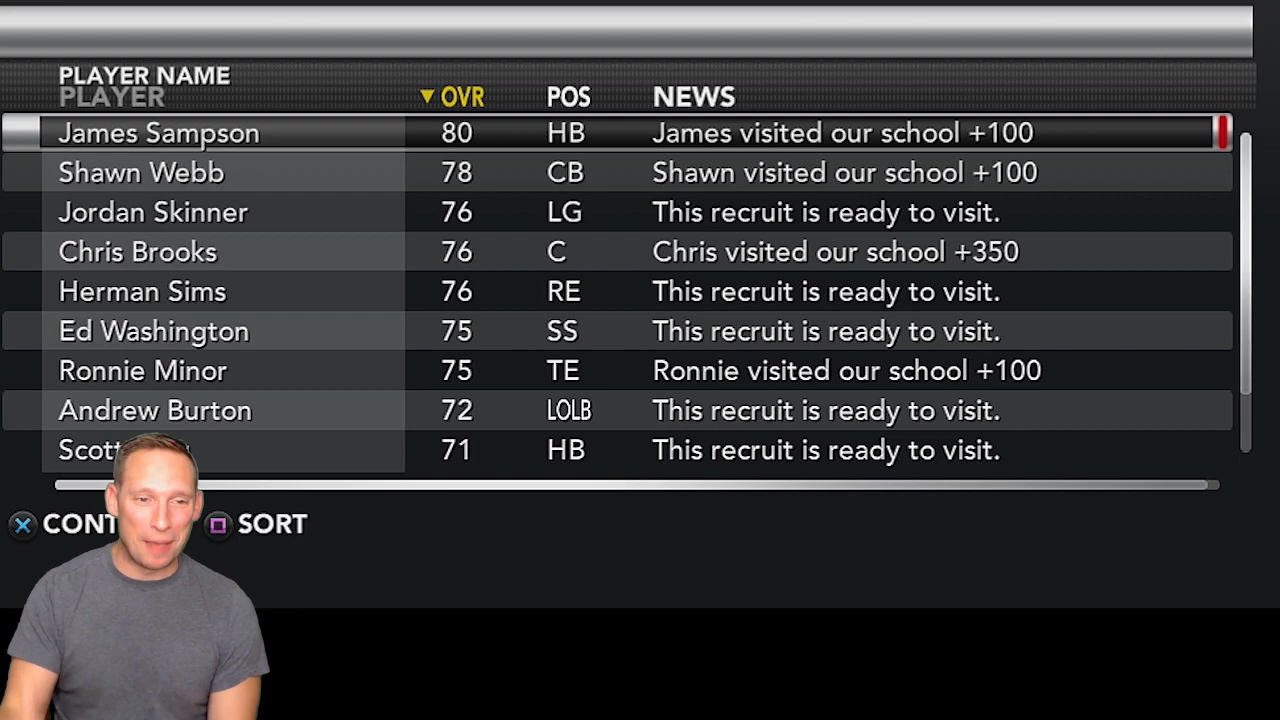 PLAYER NAME
PLAYER ▼ OVR POS NEWS
James Sampson 80 HB James visited our school +100
Shawn Webb 78 CB Shawn visited our school +100
Jordan Skinner 76 LG This recruit is ready to visit.
Chris Brooks 76 C Chris visited our school +350
Herman Sims 76 RE This recruit is ready to visit.
Ed Washington 75 SS This recruit is ready to visit.
Ronnie Minor 75 TE Ronnie visited our school +100
Andrew Burton 72 LOLB This recruit is ready to visit.
Scott 71 HB This recruit is ready to visit.
SORT